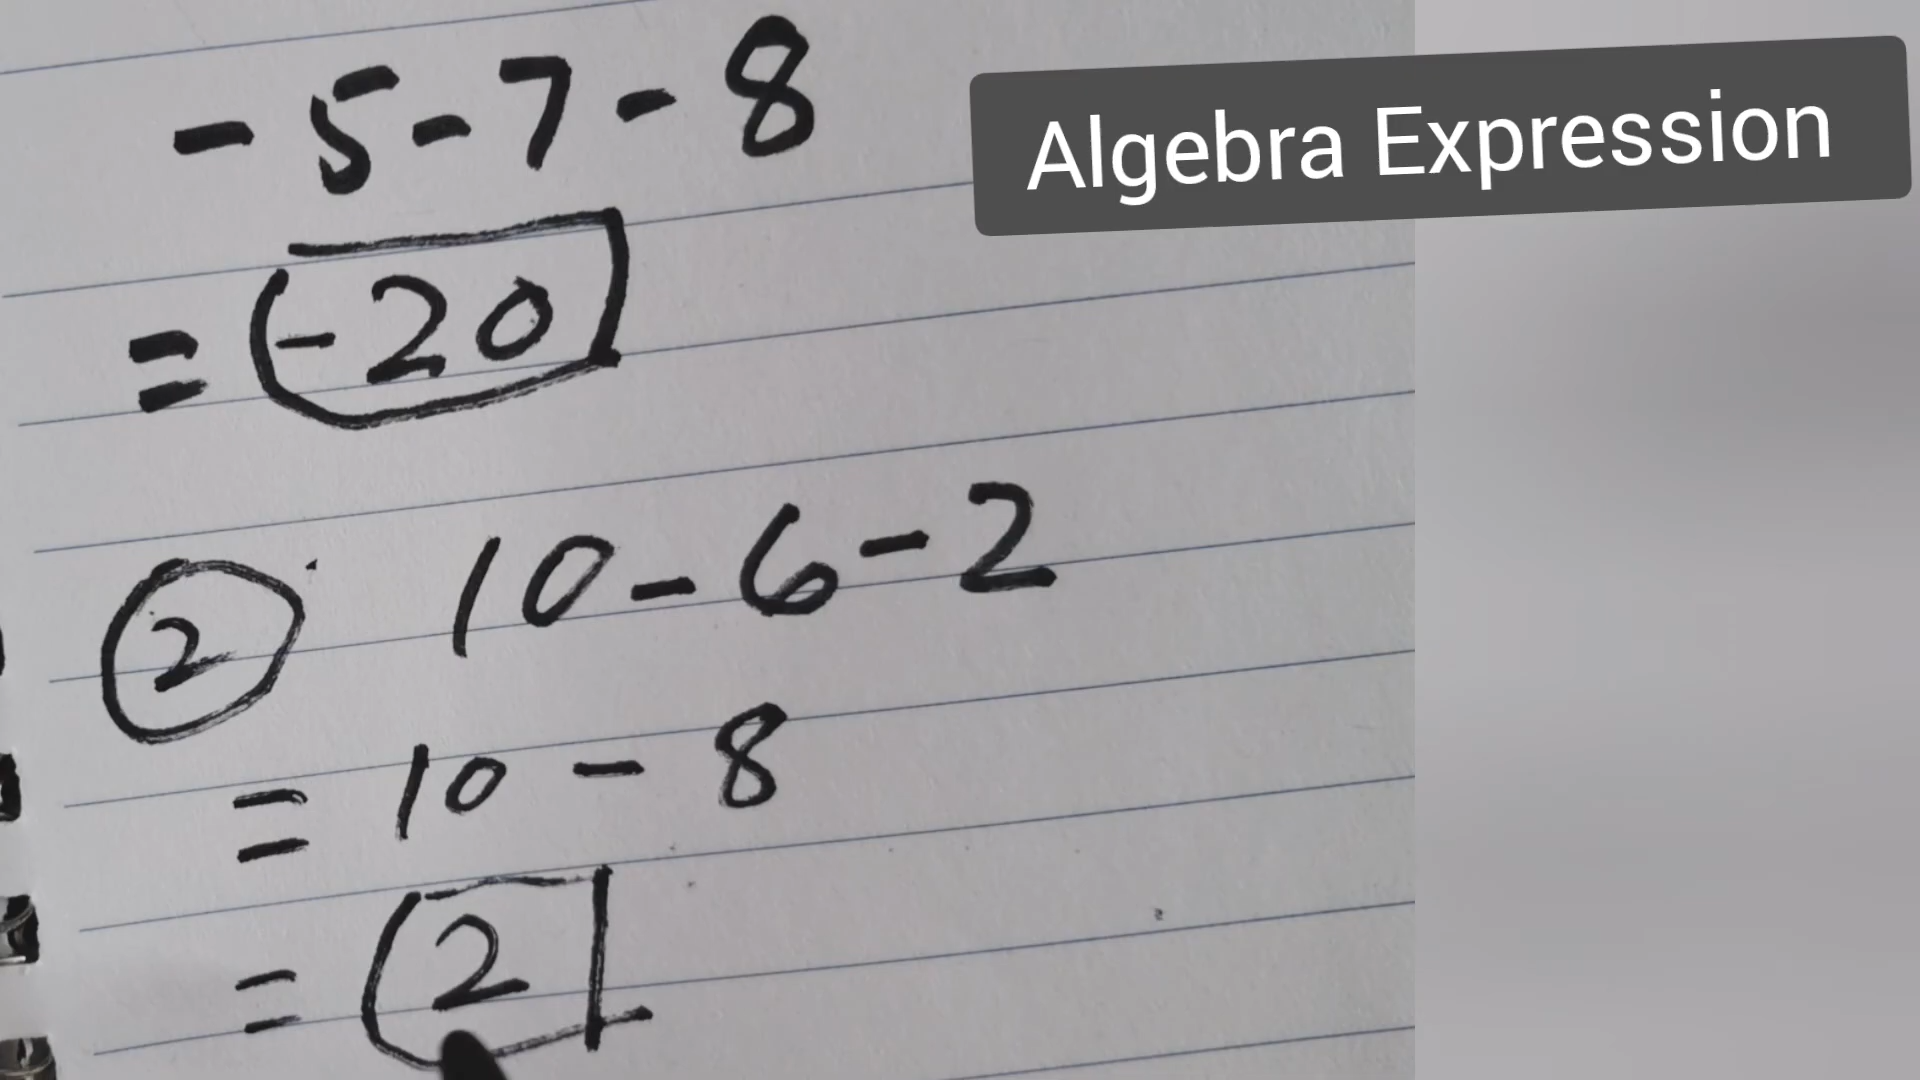 - 5 - 7 - 8
Algebra Expression
= -20
2 10 - 6 - 2
= 10 - 8
= 2